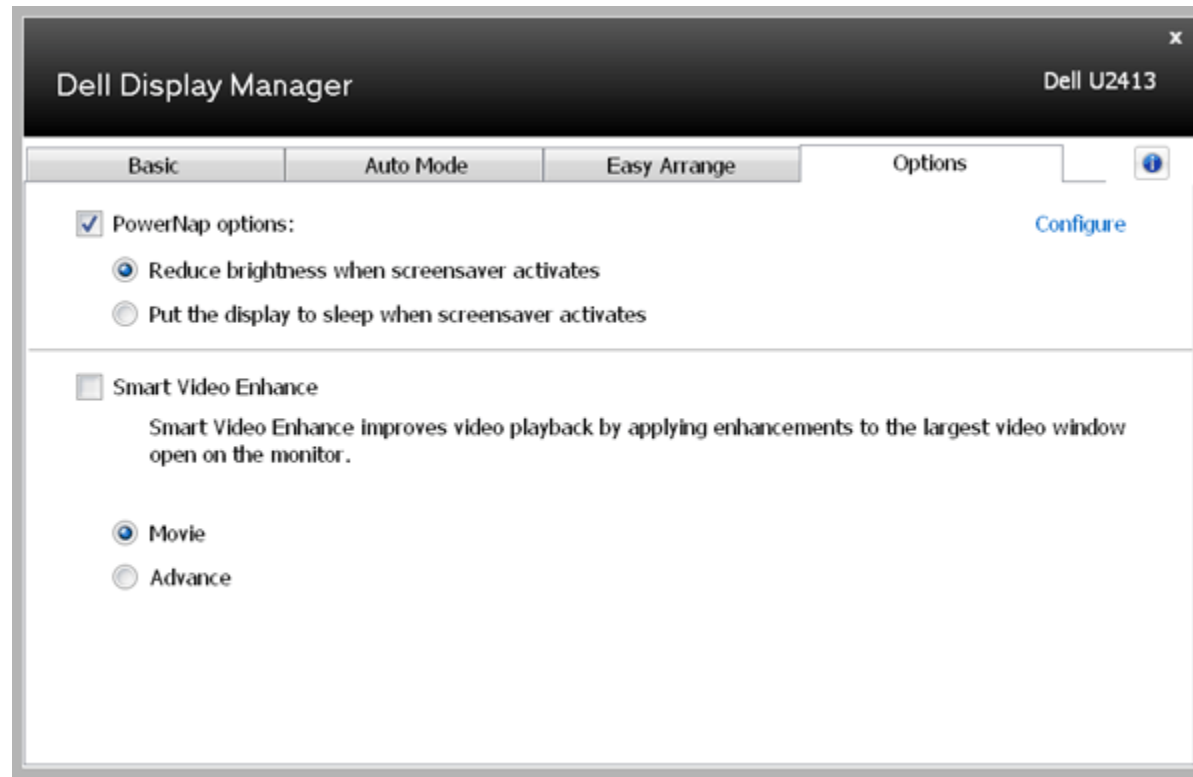 x
Dell Display Manager
Dell U2413
Basic
Auto Mode
Easy Arrange
Options
i
PowerNap options:
Configure
Reduce brightness when screensaver activates
Put the display to sleep when screensaver activates
Smart Video Enhance
Smart Video Enhance improves video playback by applying enhancements to the largest video window
open on the monitor.
Movie
Advance